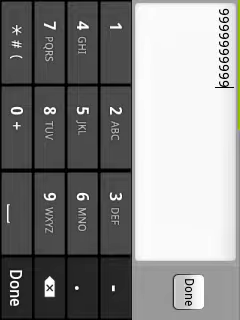 Done
1 2 ABC 3 DEF -
4 GHI 5 JKL 6 MNO .
7 PQRS 8 TUV 9 WXYZ
* # ( 0 + Done